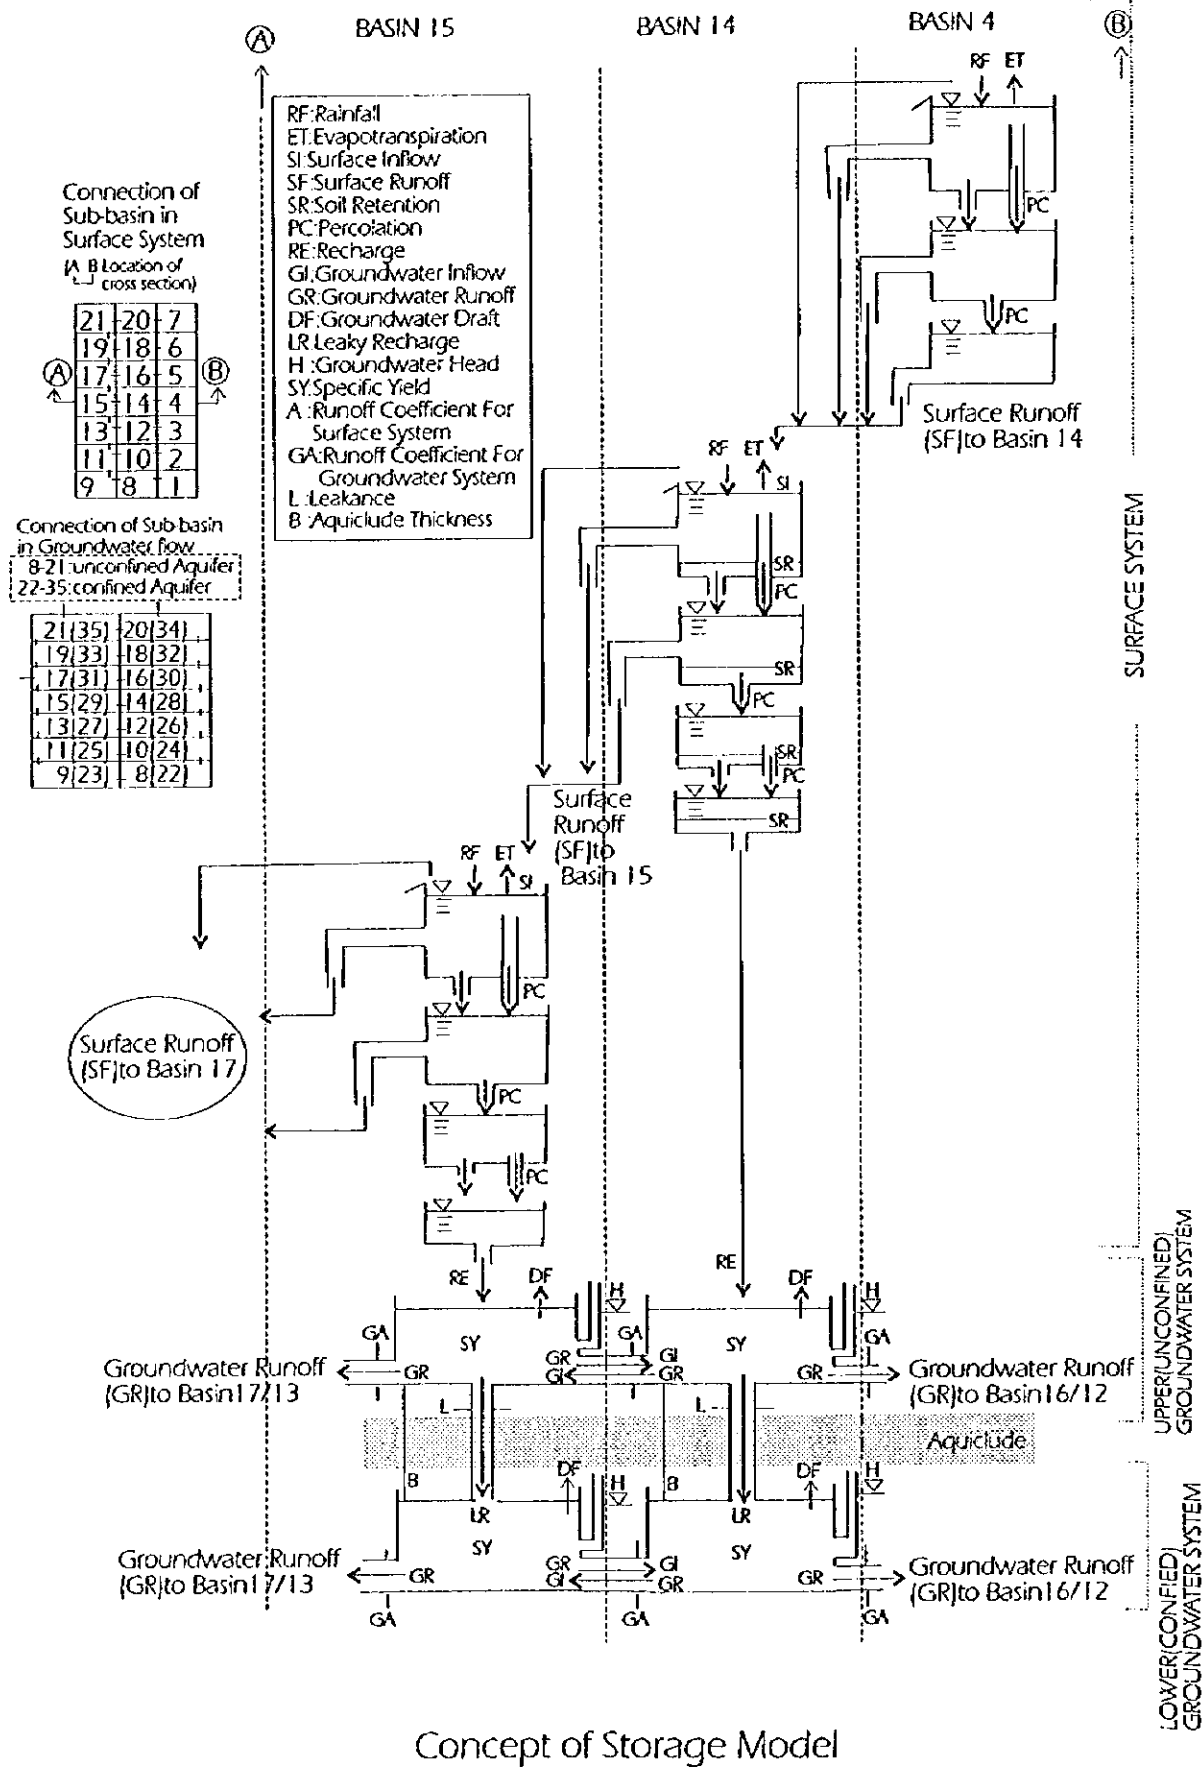 BASIN 15
BASIN 14
BASIN 4
A
B
RF:Rainfall
ET:Evapotranspiration
SI:Surface Inflow
SF:Surface Runoff
SR:Soil Retention
PC:Percolation
RE:Recharge
GI:Groundwater Inflow
GR:Groundwater Runoff
DF:Groundwater Draft
LR Leaky Recharge
H :Groundwater Head
SY:Specific Yield
A :Runoff Coefficient For
Surface System
GA:Runoff Coefficient For
Groundwater System
L :Leakance
B :Aquiclude Thickness
Connection of
Sub-basin in
Surface System
(A B Location of
cross section)
21 20 7
19 18 6
A 17 16 5 B
15 14 4
13 12 3
11 10 2
9 8 1
Connection of Sub-basin
in Groundwater flow
8-21:unconfined Aquifer
22-35:confined Aquifer
21(35) 20(34)
19(33) 18(32)
17(31) 16(30)
15(29) 14(28)
13(27) 12(26)
11(25) 10(24)
9(23) 8(22)
RF ET
PC
PC
Surface Runoff
(SF)to Basin 14
RF ET
SI
SR
PC
SR
PC
SR
PC
SR
Surface
Runoff
(SF)to
Basin 15
RF ET
SI
PC
PC
PC
Surface Runoff
(SF)to Basin 17
SURFACE SYSTEM
RE DF H RE DF H
GA SY GA SY GA
Groundwater Runoff
(GR)to Basin17/13
GR GR GI GI GR GR
Groundwater Runoff
(GR)to Basin16/12
L L
Aquiclude
UPPER(UNCONFINED)
GROUNDWATER SYSTEM
B DF H B DF H
LR LR
SY SY
Groundwater Runoff
(GR)to Basin17/13
GR GR GI GI GR GR
Groundwater Runoff
(GR)to Basin16/12
GA GA GA
LOWER(CONFIED)
GROUNDWATER SYSTEM
Concept of Storage Model